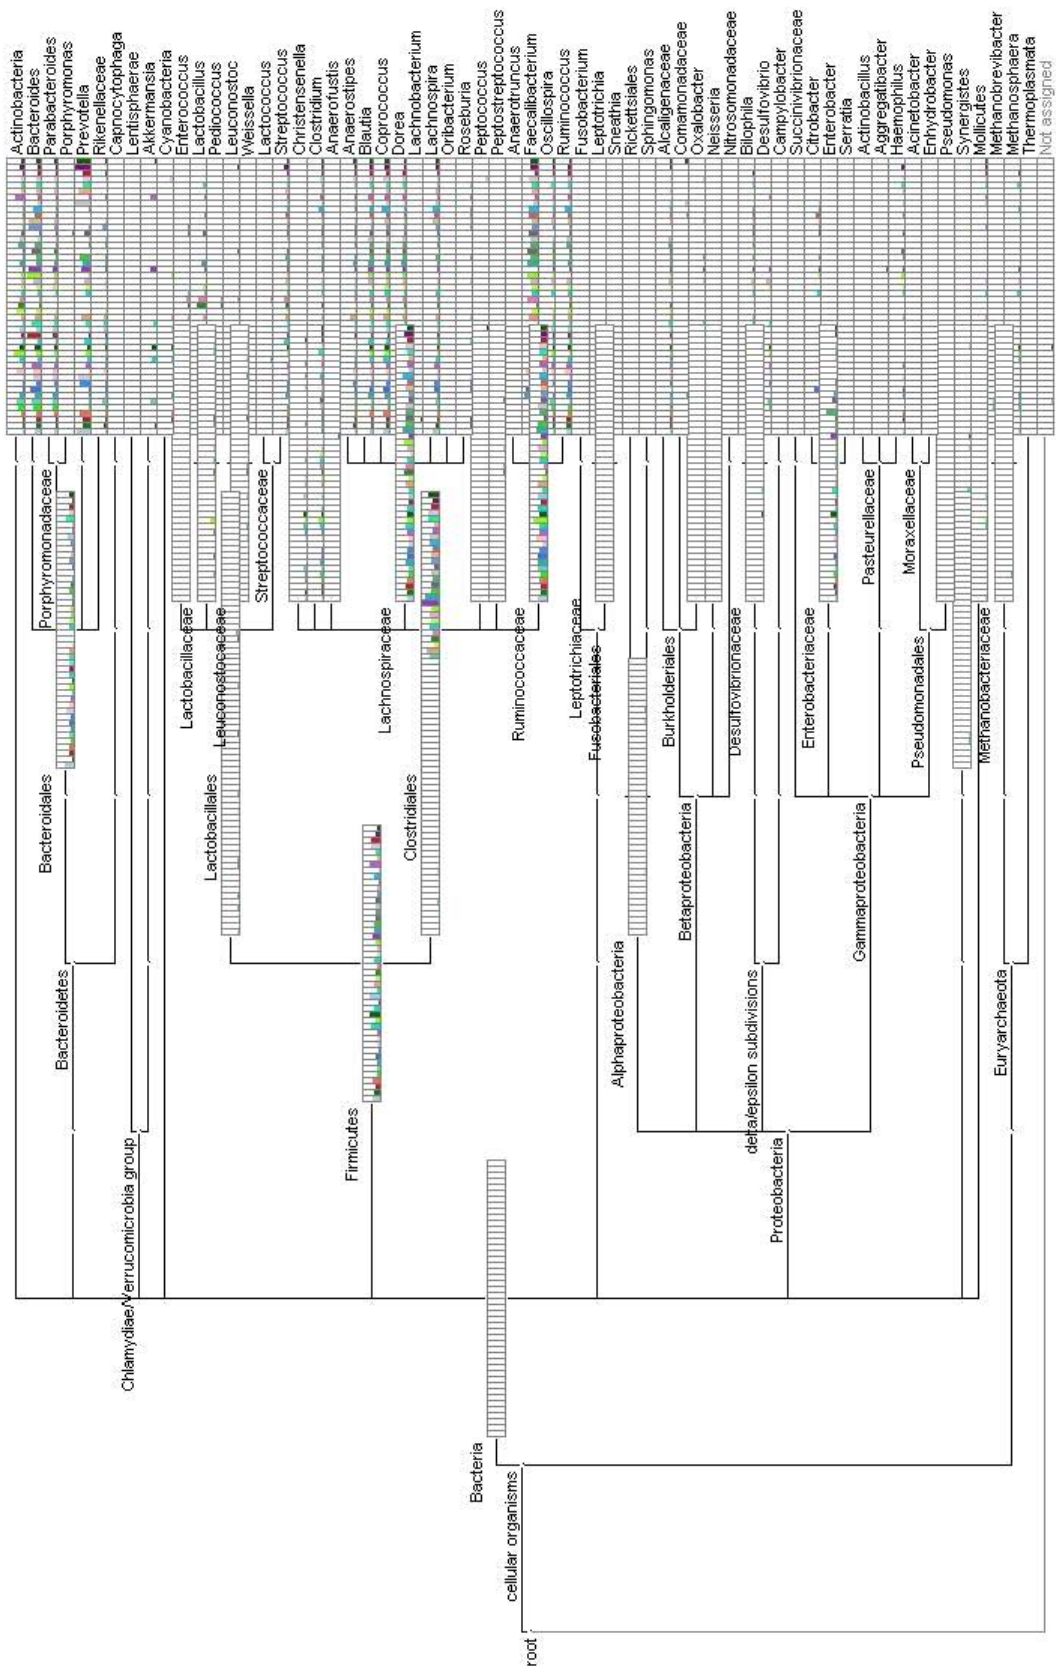 Actinobacteria
Bacteroides
Parabacteroides
Porphyromonas
Prevotella
Rikenellaceae
Capnocytophaga
Lentisphaerae
Akkermansia
Cyanobacteria
Enterococcus
Lactobacillus
Pediococcus
Leuconostoc
Weissella
Lactococcus
Streptococcus
Christensenella
Clostridium
Anaerofustis
Anaerostipes
Blautia
Coprococcus
Dorea
Lachnobacterium
Lachnospira
Oribacterium
Roseburia
Peptococcus
Peptostreptococcus
Anaerotruncus
Faecalibacterium
Oscillospira
Ruminococcus
Fusobacterium
Leptotrichia
Sneathia
Rickettsiales
Sphingomonas
Alcaligenaceae
Comamonadaceae
Oxalobacter
Neisseria
Nitrosomonadaceae
Bilophila
Desulfovibrio
Campylobacter
Succinivibrionaceae
Citrobacter
Enterobacter
Serratia
Actinobacillus
Aggregatibacter
Haemophilus
Acinetobacter
Enhydrobacter
Pseudomonas
Synergistes
Mollicutes
Methanobrevibacter
Methanosphaera
Thermoplasmata
Not assigned
Porphyromonadaceae
Streptococcaceae
Pasteurellaceae
Moraxellaceae
Lactobacillaceae
Leuconostocaceae
Lachnospiraceae
Ruminococcaceae
Leptotrichiaceae
Fusobacteriales
Burkholderiales
Desulfovibrionaceae
Enterobacteriaceae
Pseudomonadales
Methanobacteriaceae
Bacteroidales
Lactobacillales
Clostridiales
Betaproteobacteria
Gammaproteobacteria
Bacteroidetes
Alphaproteobacteria
delta/epsilon subdivisions
Euryarchaeota
Chlamydiae/Verrucomicrobia group
Firmicutes
Proteobacteria
Bacteria
cellular organisms
root